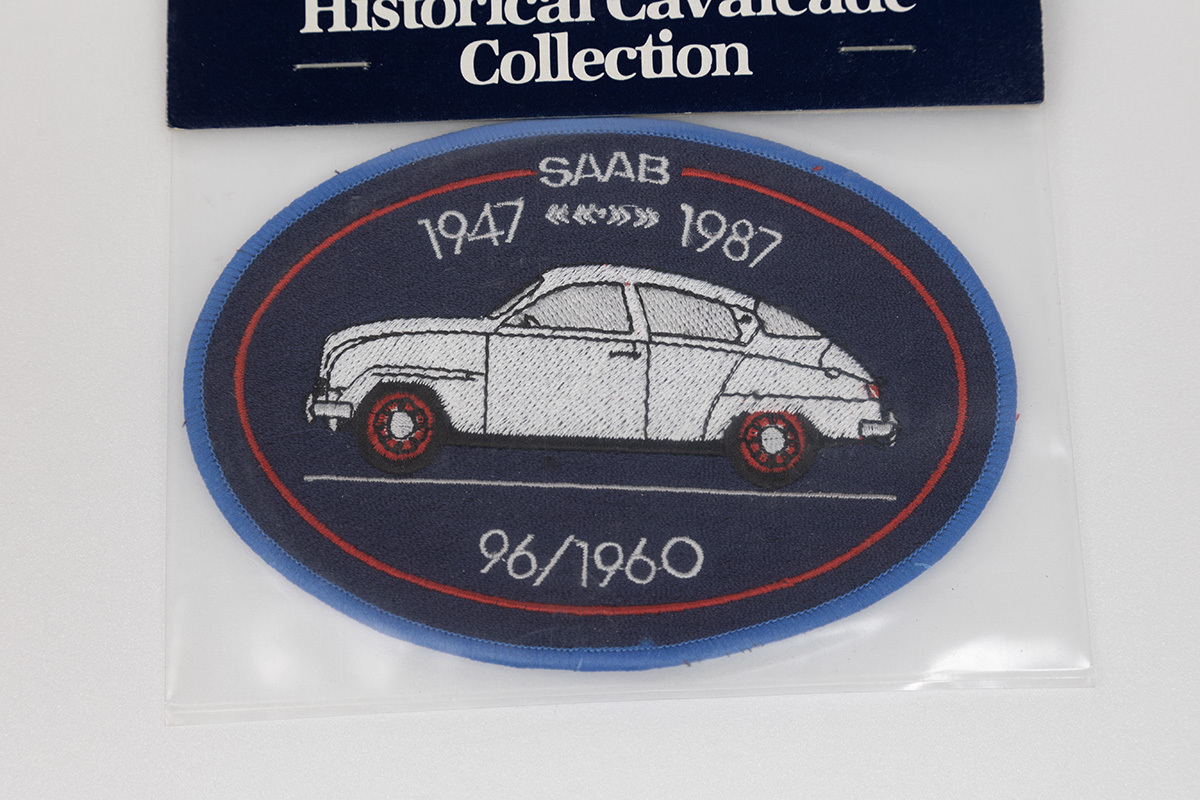 Historical Cavalcade
Collection
SAAB
1947 «‹•›» 1987
96/1960